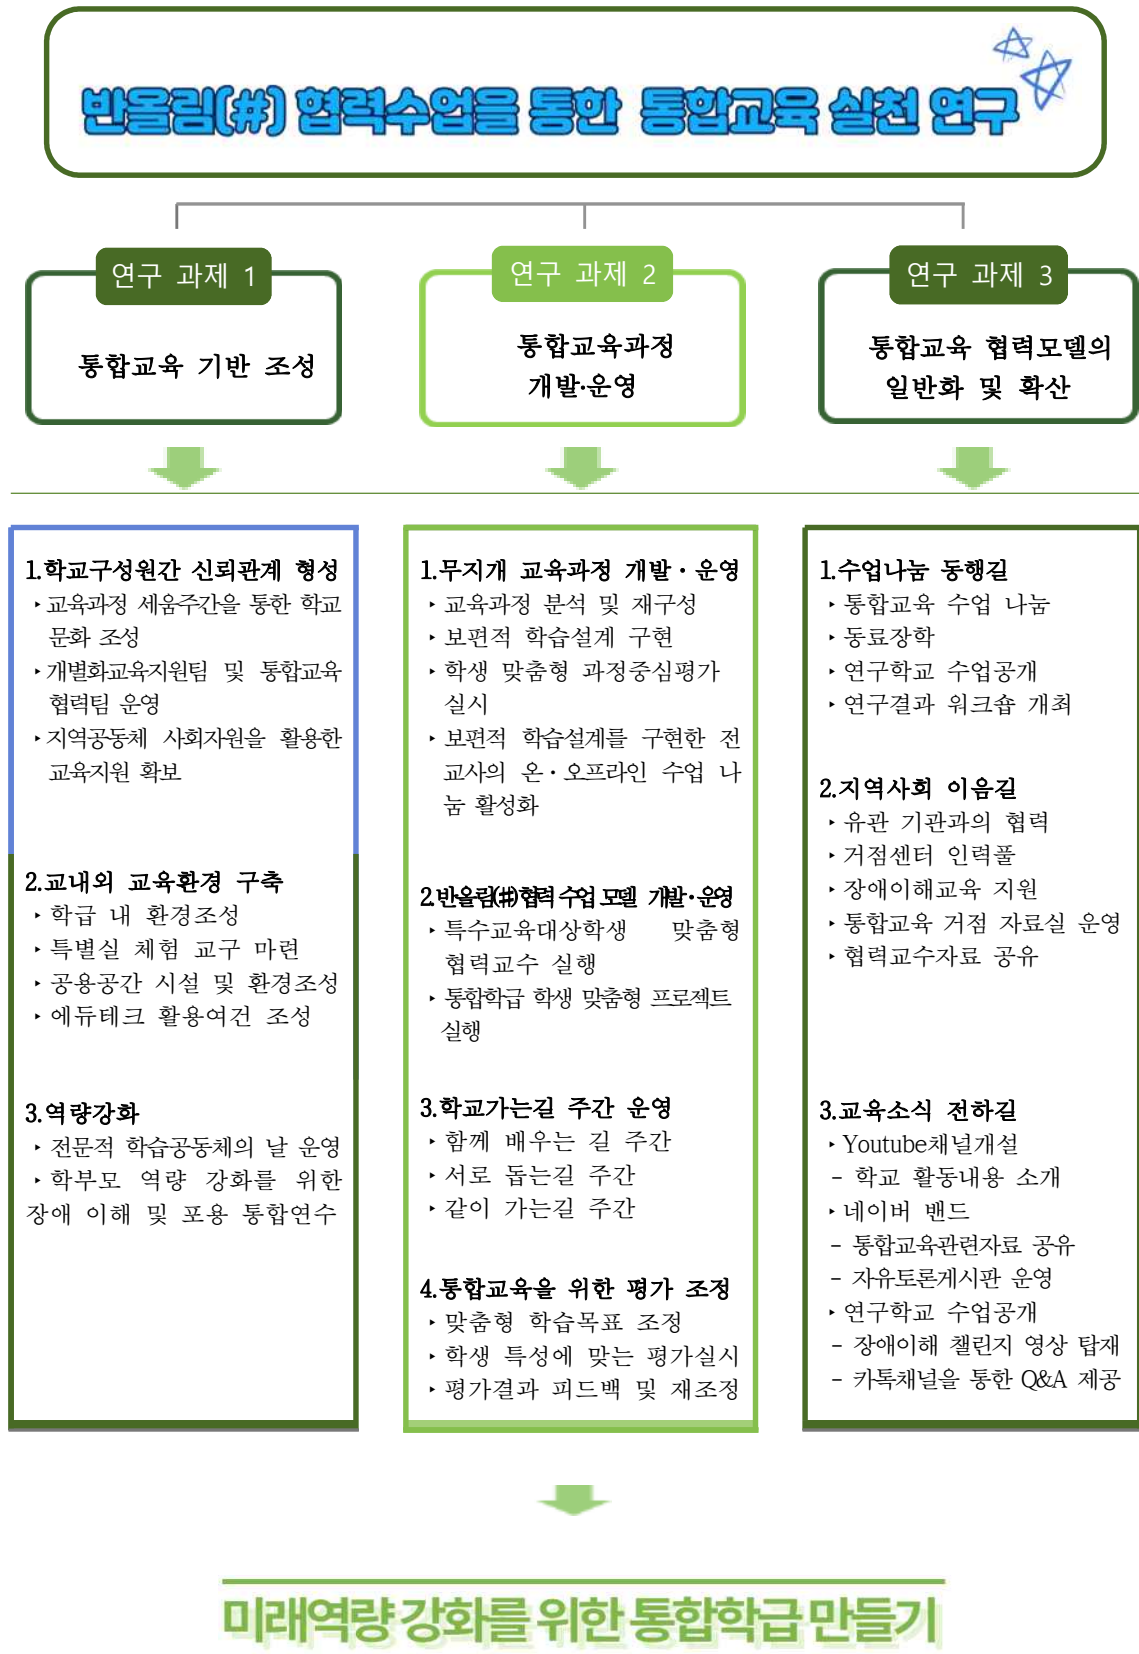 반올림(#) 협력수업을 통한 통합교육 실천 연구
연구 과제 1
통합교육 기반 조성
연구 과제 2
통합교육과정
개발·운영
연구 과제 3
통합교육 협력모델의
일반화 및 확산
1.학교구성원간 신뢰관계 형성
‣교육과정 세움주간을 통한 학교
문화 조성
‣개별화교육지원팀 및 통합교육
협력팀 운영
‣지역공동체 사회자원을 활용한
교육지원 확보
2.교내외 교육환경 구축
‣학급 내 환경조성
‣특별실 체험 교구 마련
‣공용공간 시설 및 환경조성
‣에듀테크 활용여건 조성
3.역량강화
‣전문적 학습공동체의 날 운영
‣학부모 역량 강화를 위한
장애 이해 및 포용 통합연수
1.무지개 교육과정 개발·운영
‣교육과정 분석 및 재구성
‣보편적 학습설계 구현
‣학생 맞춤형 과정중심평가
실시
‣보편적 학습설계를 구현한 전
교사의 온·오프라인 수업 나
눔 활성화
2.반올림(#)협력수업 모델 개발·운영
‣특수교육대상학생 맞춤형
협력교수 실행
‣통합학급 학생 맞춤형 프로젝트
실행
3.학교가는길 주간 운영
‣함께 배우는 길 주간
‣서로 돕는길 주간
‣같이 가는길 주간
4.통합교육을 위한 평가 조정
‣맞춤형 학습목표 조정
‣학생 특성에 맞는 평가실시
‣평가결과 피드백 및 재조정
1.수업나눔 동행길
‣통합교육 수업 나눔
‣동료장학
‣연구학교 수업공개
‣연구결과 워크숍 개최
2.지역사회 이음길
‣유관 기관과의 협력
‣거점센터 인력풀
‣장애이해교육 지원
‣통합교육 거점 자료실 운영
‣협력교수자료 공유
3.교육소식 전하길
‣Youtube채널개설
- 학교 활동내용 소개
‣네이버 밴드
- 통합교육관련자료 공유
- 자유토론게시판 운영
‣연구학교 수업공개
- 장애이해 챌린지 영상 탑재
- 카톡채널을 통한 Q&A 제공
미래역량 강화를 위한 통합학급 만들기